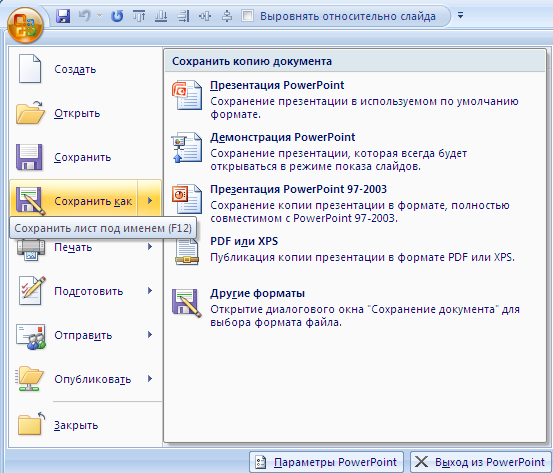 Выровнять относительно слайда
Создать
Открыть
Сохранить
Сохранить как
Сохранить лист под именем (F12)
Печать
Подготовить
Отправить
Опубликовать
Закрыть
Сохранить копию документа
Презентация PowerPoint
Сохранение презентации в используемом по умолчанию
формате.
Демонстрация PowerPoint
Сохранение презентации, которая всегда будет
открываться в режиме показа слайдов.
Презентация PowerPoint 97-2003
Сохранение копии презентации в формате, полностью
совместимом с PowerPoint 97-2003.
PDF или XPS
Публикация копии презентации в формате PDF или XPS.
Другие форматы
Открытие диалогового окна "Сохранение документа" для
выбора формата файла.
Параметры PowerPoint
Выход из PowerPoint